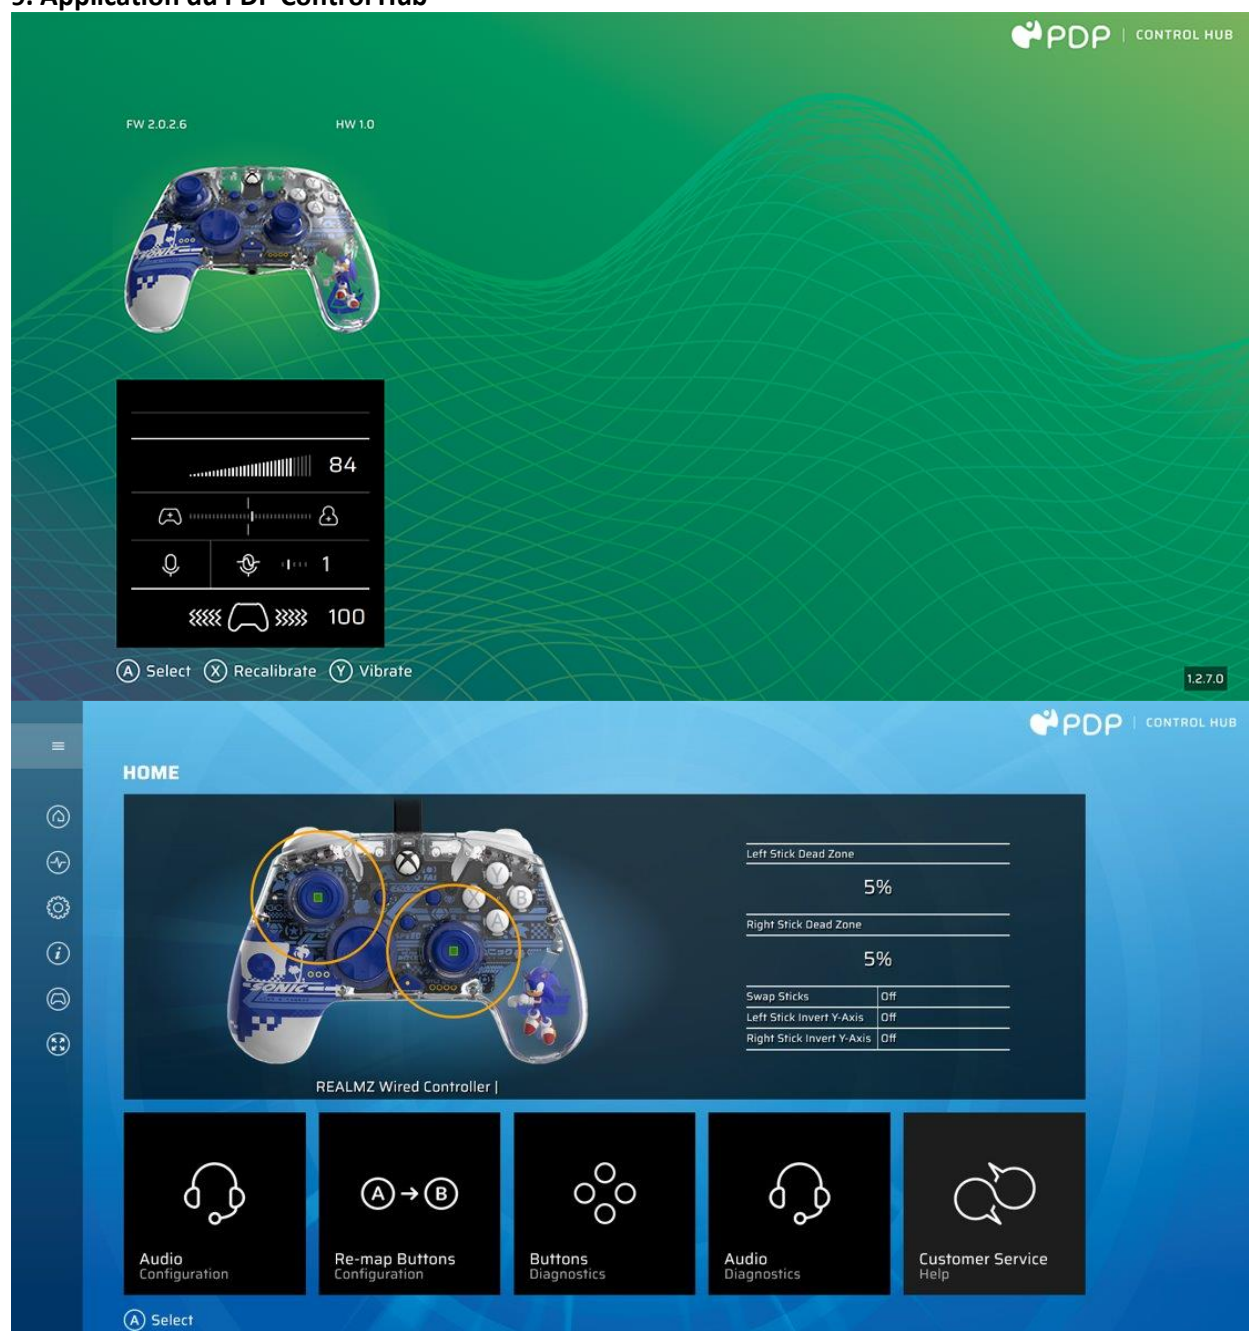 5. Application du PDP Control Hub
PDP | CONTROL HUB
FW 2.0.2.6 HW 1.0
SONIC
84
1
100
A Select X Recalibrate Y Vibrate
1.2.7.0
PDP | CONTROL HUB
HOME
Y
X B
A
SONIC
Left Stick Dead Zone
5%
Right Stick Dead Zone
5%
Swap Sticks Off
Left Stick Invert Y-Axis Off
Right Stick Invert Y-Axis Off
REALMZ Wired Controller |
A → B
Audio
Configuration
Re-map Buttons
Configuration
Buttons
Diagnostics
Audio
Diagnostics
Customer Service
Help
A Select